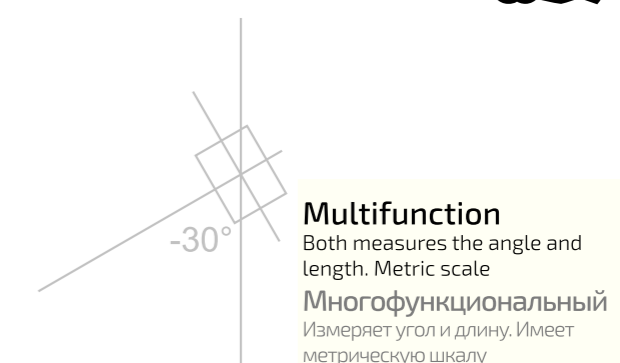 -30°
Multifunction
Both measures the angle and
length. Metric scale
Многофункциональный
Измеряет угол и длину. Имеет
метрическую шкалу